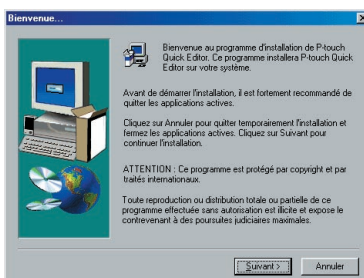 Bienvenue...
Bienvenue au programme d'installation de P-touch
Quick Editor. Ce programme installera P-touch Quick
Editor sur votre système.
Avant de démarrer l'installation, il est fortement recommandé de
quitter les applications actives.
Cliquez sur Annuler pour quitter temporairement l'installation et
fermez les applications actives. Cliquez sur Suivant pour
continuer l'installation.
ATTENTION : Ce programme est protégé par copyright et par
traités internationaux.
Toute reproduction ou distribution totale ou partielle de ce
programme effectuée sans autorisation est illicite et expose le
contrevenant à des poursuites judiciaires maximales.
Suivant >
Annuler